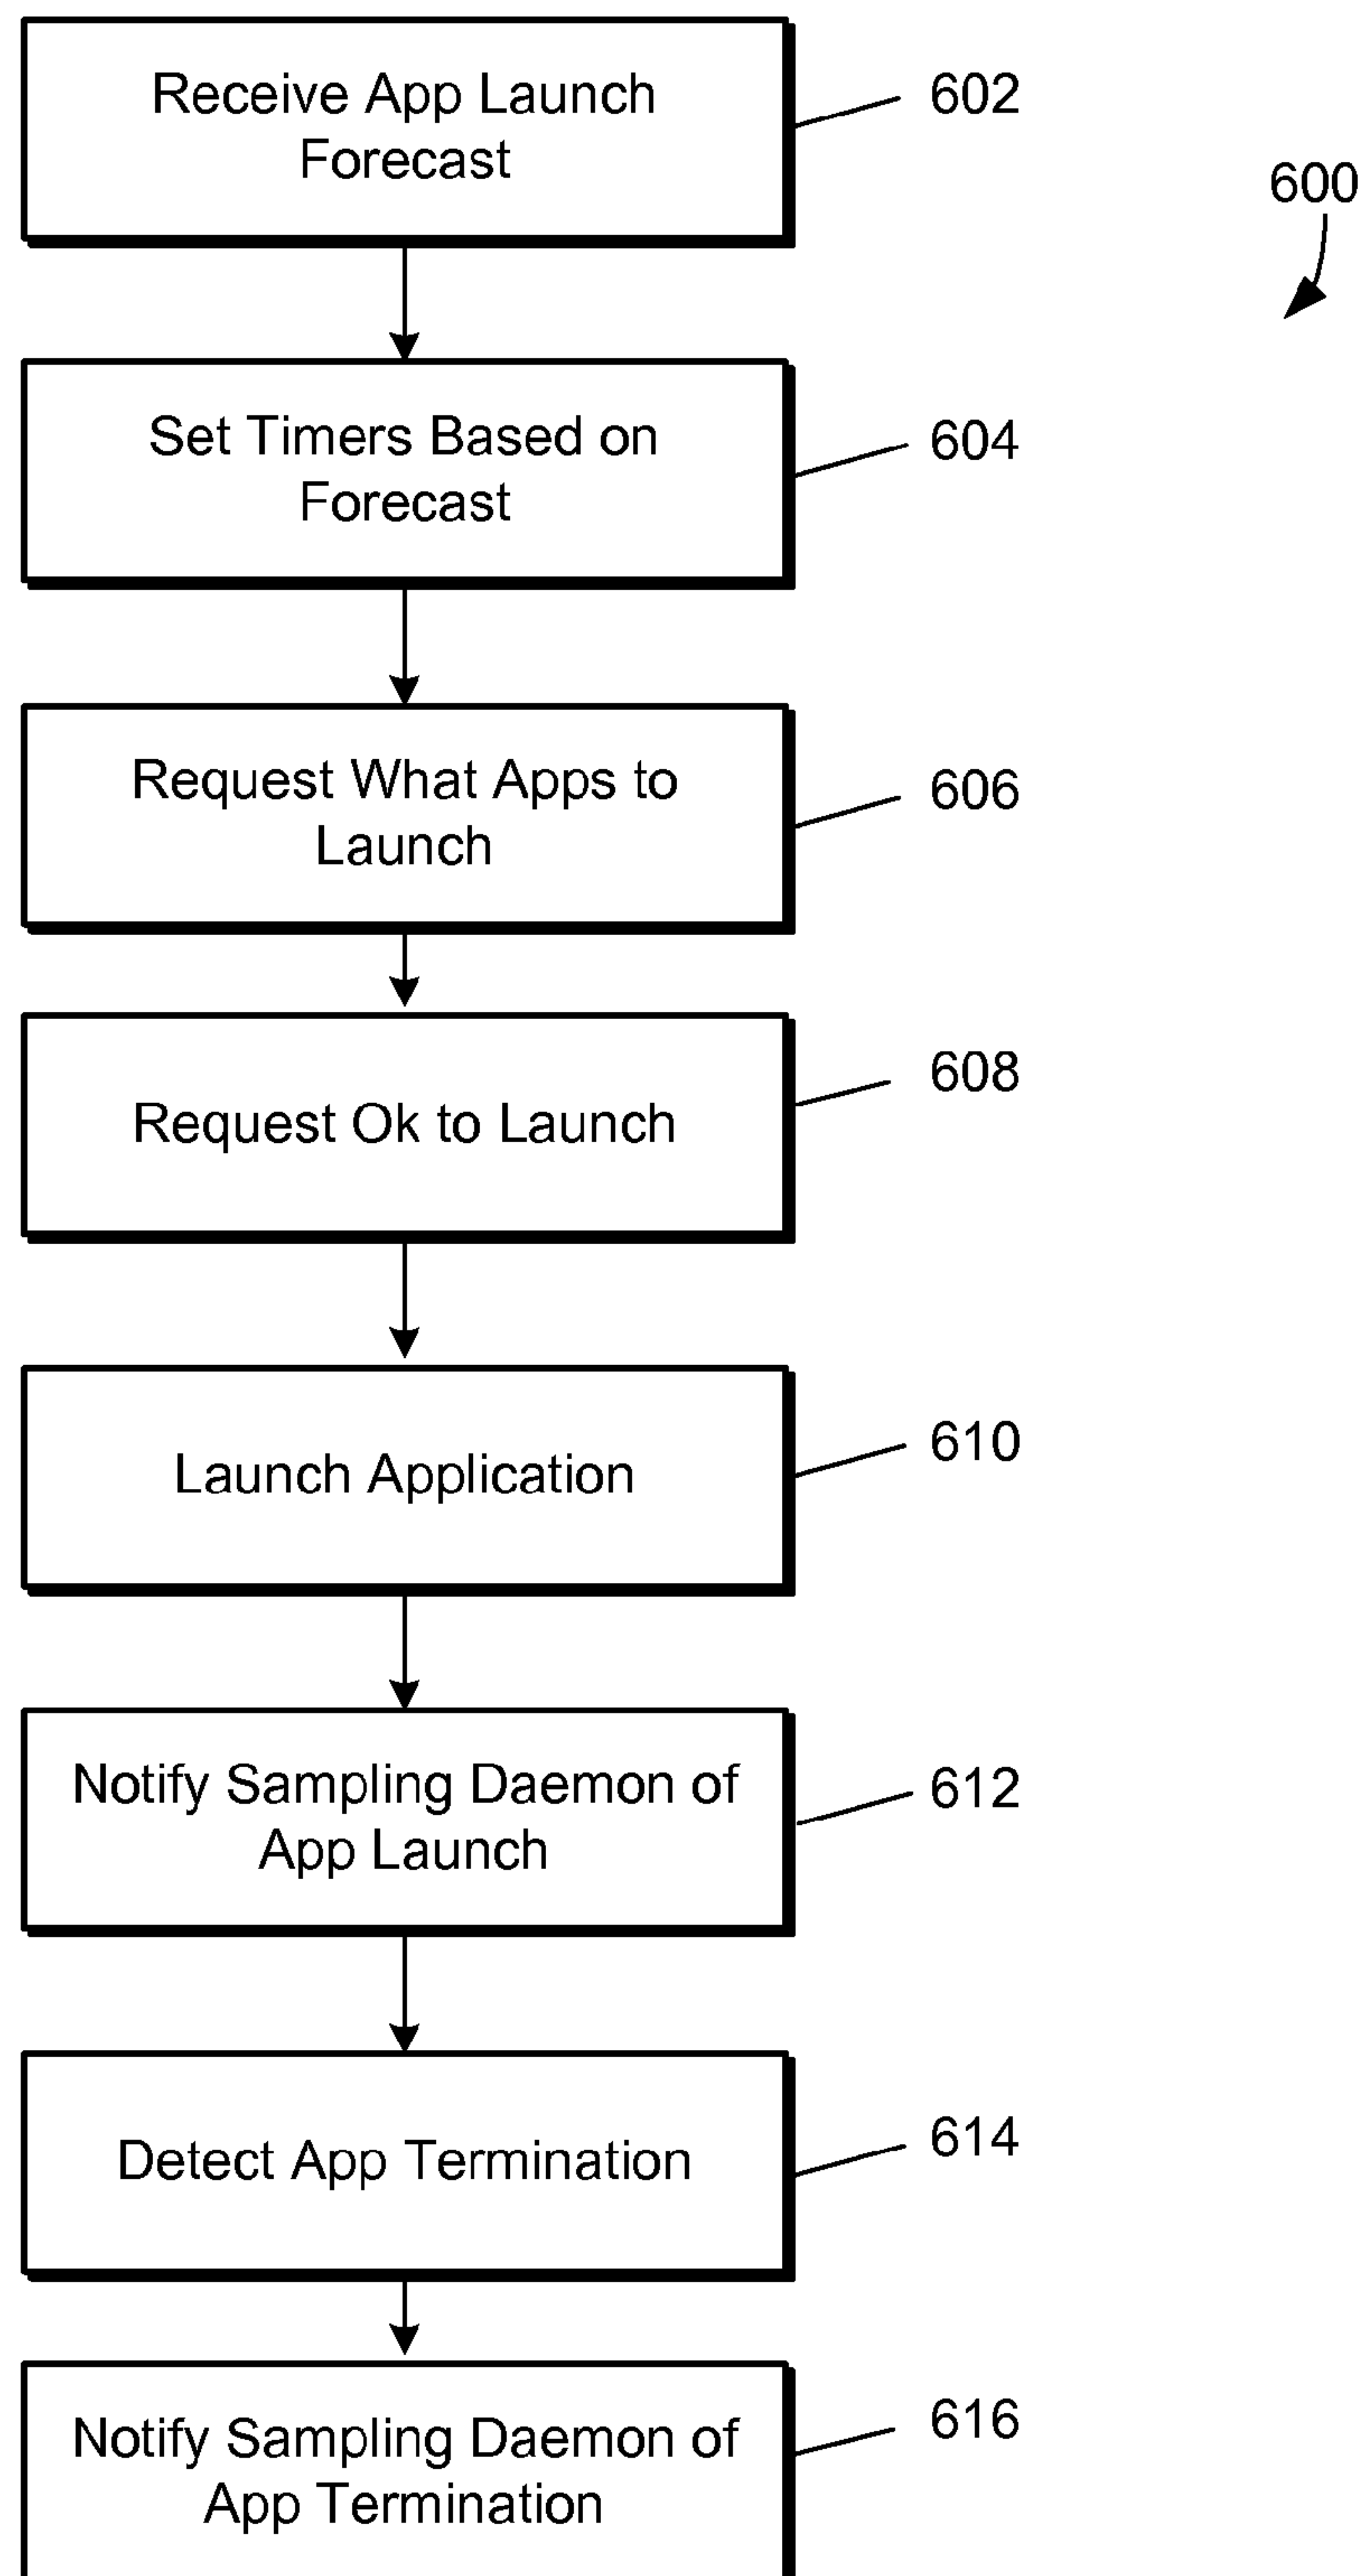 Receive App Launch
Forecast
602
600
Set Timers Based on
Forecast
604
Request What Apps to
Launch
606
Request Ok to Launch
608
Launch Application
610
Notify Sampling Daemon of
App Launch
612
Detect App Termination
614
Notify Sampling Daemon of
App Termination
616